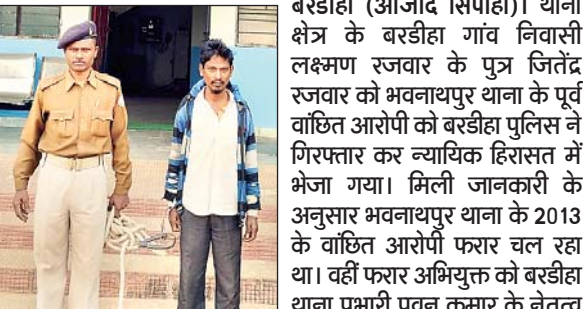 बरडीहा (आजाद सिपाही)। थाना
क्षेत्र के बरडीहा गांव निवासी
लक्ष्मण रजवार के पुत्र जितेंद्र
रजवार को भवनाथपुर थाना के पूर्व
वांछित आरोपी को बरडीहा पुलिस ने
गिरफ्तार कर न्यायिक हिरासत में
भेजा गया। मिली जानकारी के
अनुसार भवनाथपुर थाना के 2013
के वांछित आरोपी फरार चल रहा
था। वहीं फरार अभियुक्त को बरडीहा
थाना प्रभारी पवन कुमार के नेतृत्व